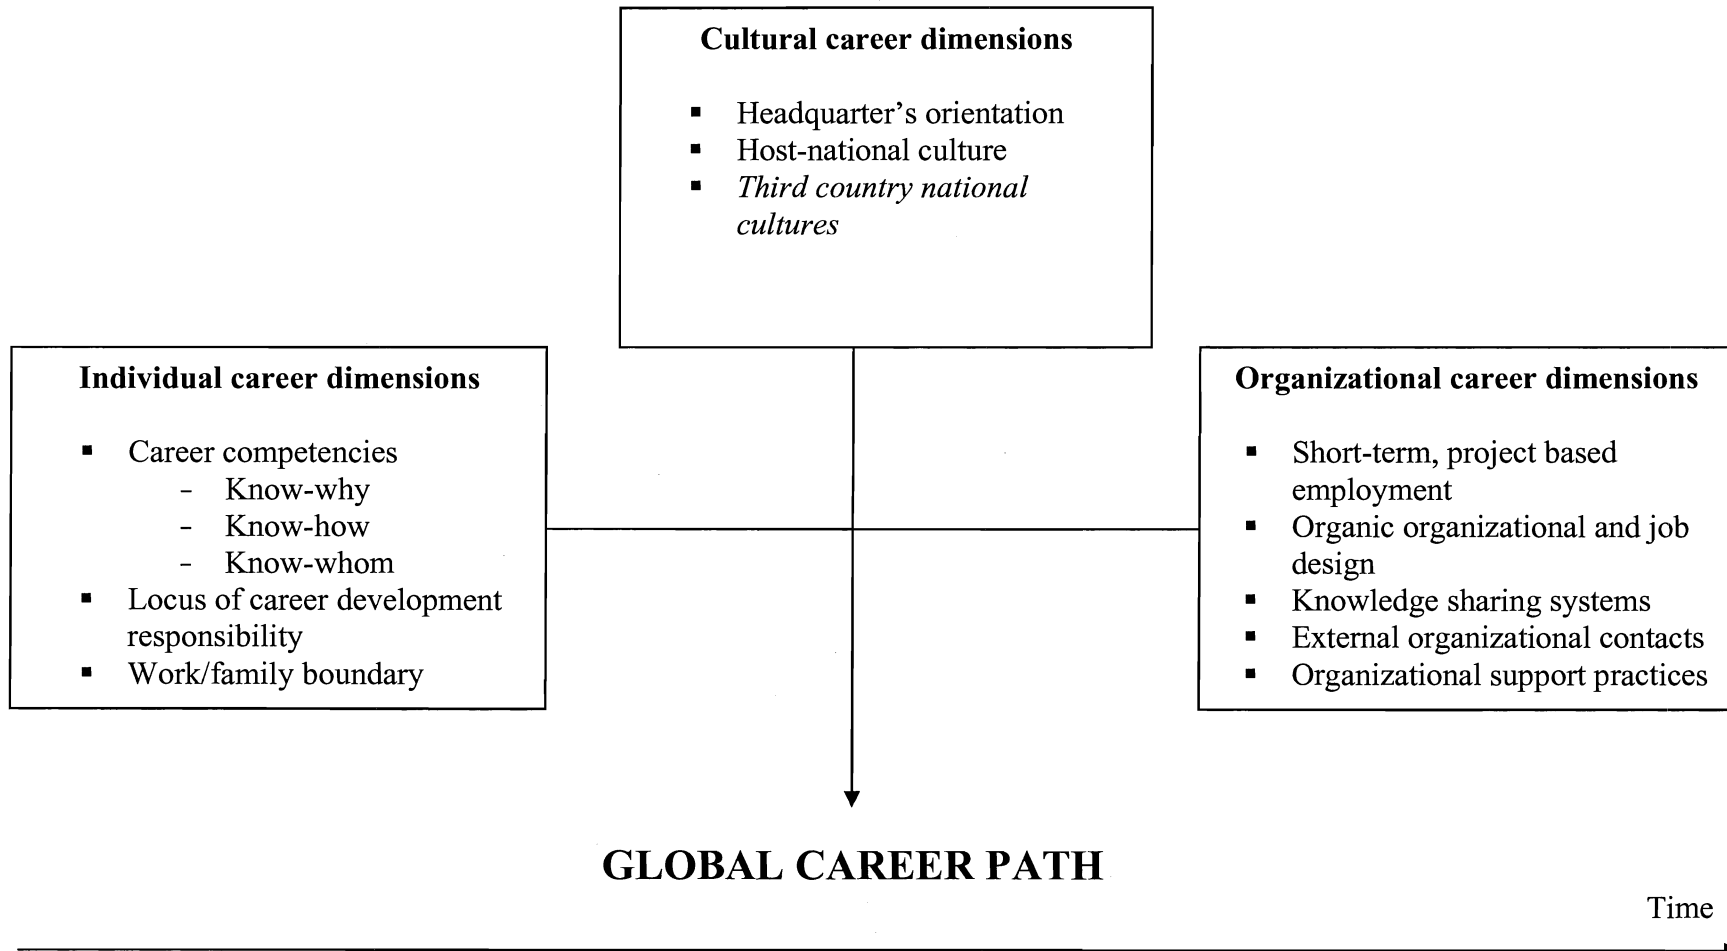 Cultural career dimensions
▪ Headquarter's orientation
▪ Host-national culture
▪ Third country national
cultures
Individual career dimensions
▪ Career competencies
- Know-why
- Know-how
- Know-whom
▪ Locus of career development
responsibility
▪ Work/family boundary
Organizational career dimensions
▪ Short-term, project based
employment
▪ Organic organizational and job
design
▪ Knowledge sharing systems
▪ External organizational contacts
▪ Organizational support practices
GLOBAL CAREER PATH
Time